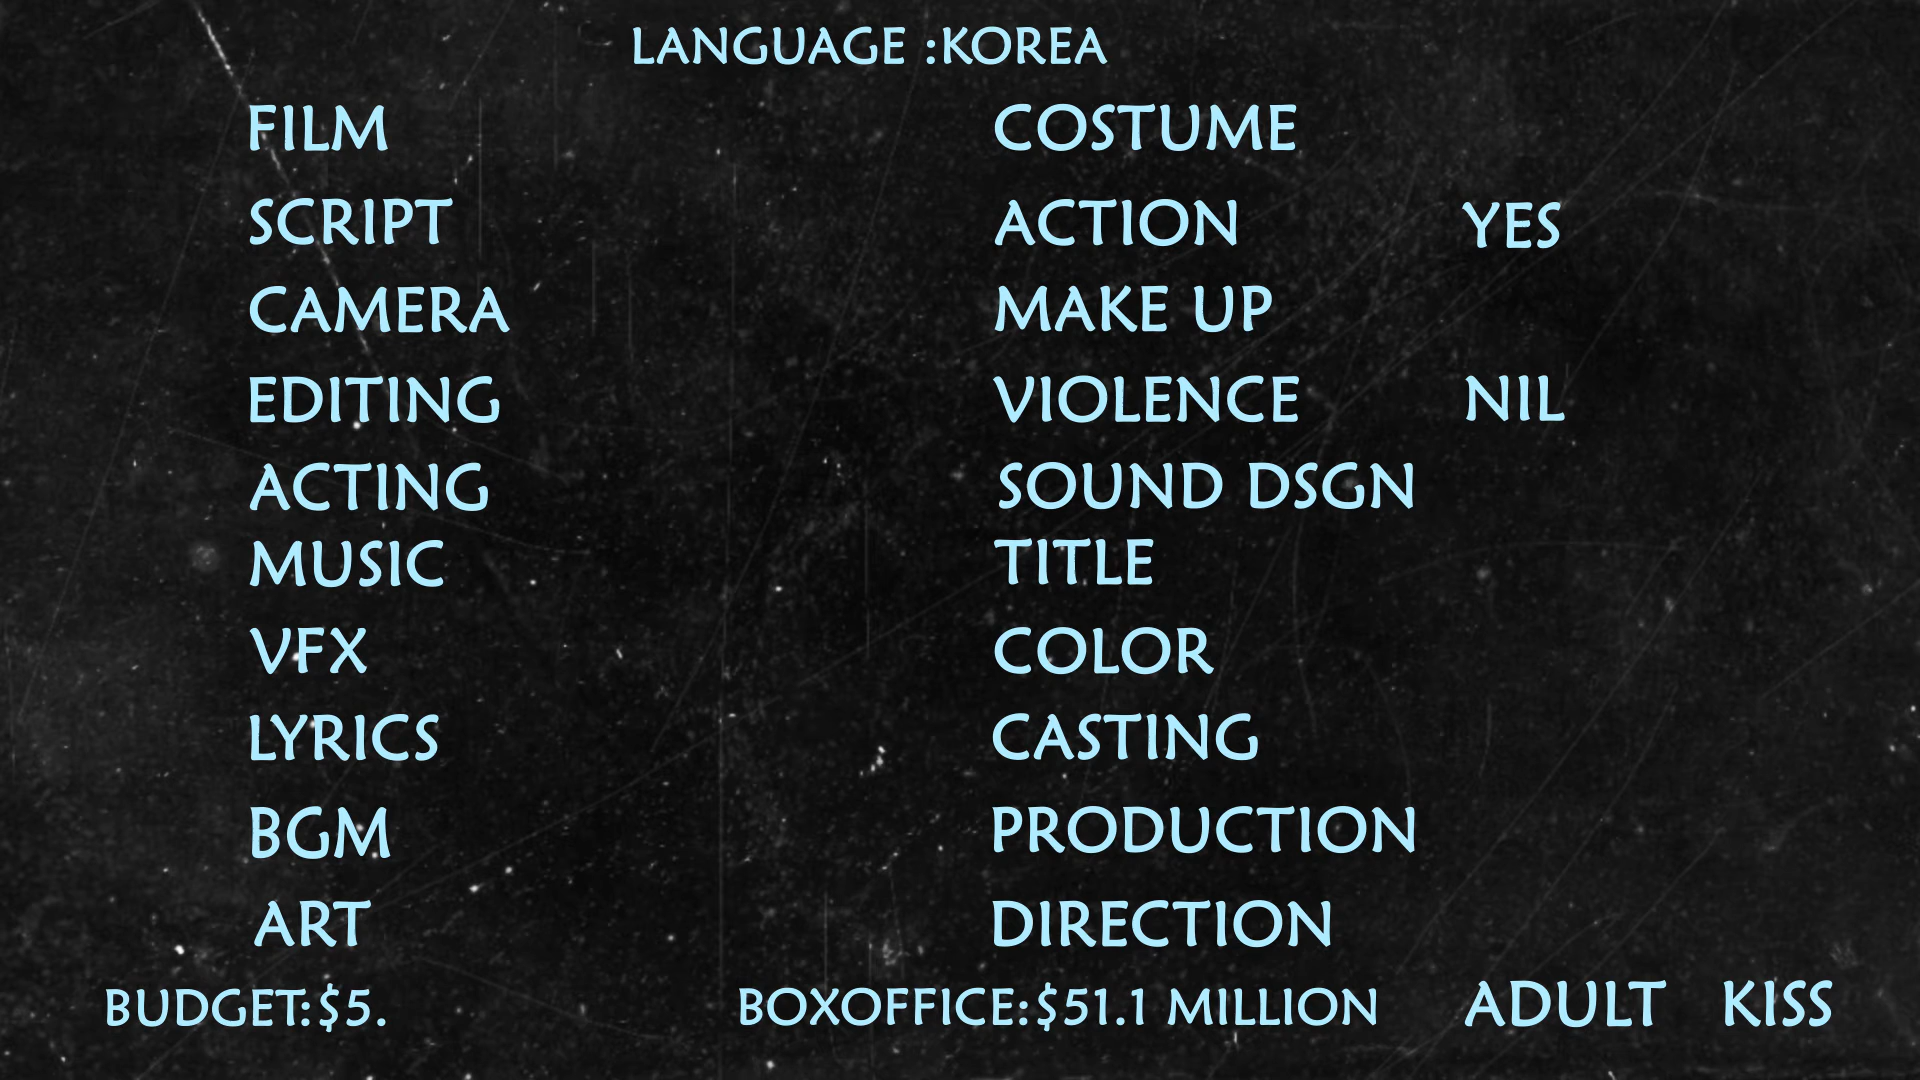 LANGUAGE :KOREA
FILM COSTUME
SCRIPT ACTION YES
CAMERA MAKE UP
EDITING VIOLENCE NIL
ACTING SOUND DSGN
MUSIC TITLE
VFX COLOR
LYRICS CASTING
BGM PRODUCTION
ART DIRECTION
BUDGET:$5. BOXOFFICE:$51.1 MILLION ADULT KISS